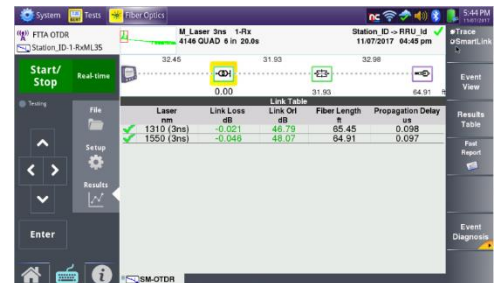 System Tests Fiber Optics
5:44 PM
11/07/2017
FTTA OTDR
Station_ID-1-RxML35
M_Laser 3ns 1-Rx
4146 QUAD 6 in 20.0s
Station_ID -> RRU_Id
11/07/2017 04:45 pm
Trace
SmartLink
Start/
Stop
Real-time
32.45 31.93 32.98
0.00 31.93 64.91 ft
Event
View
Testing
File
Link Table
Laser Link Loss Link Orl Fiber Length Propagation Delay
nm dB dB ft us
1310 (3ns) -0.021 46.79 65.45 0.098
1550 (3ns) -0.046 48.07 64.91 0.097
Results
Table
Setup
Fast
Report
Results
Enter
Event
Diagnosis
SM-OTDR